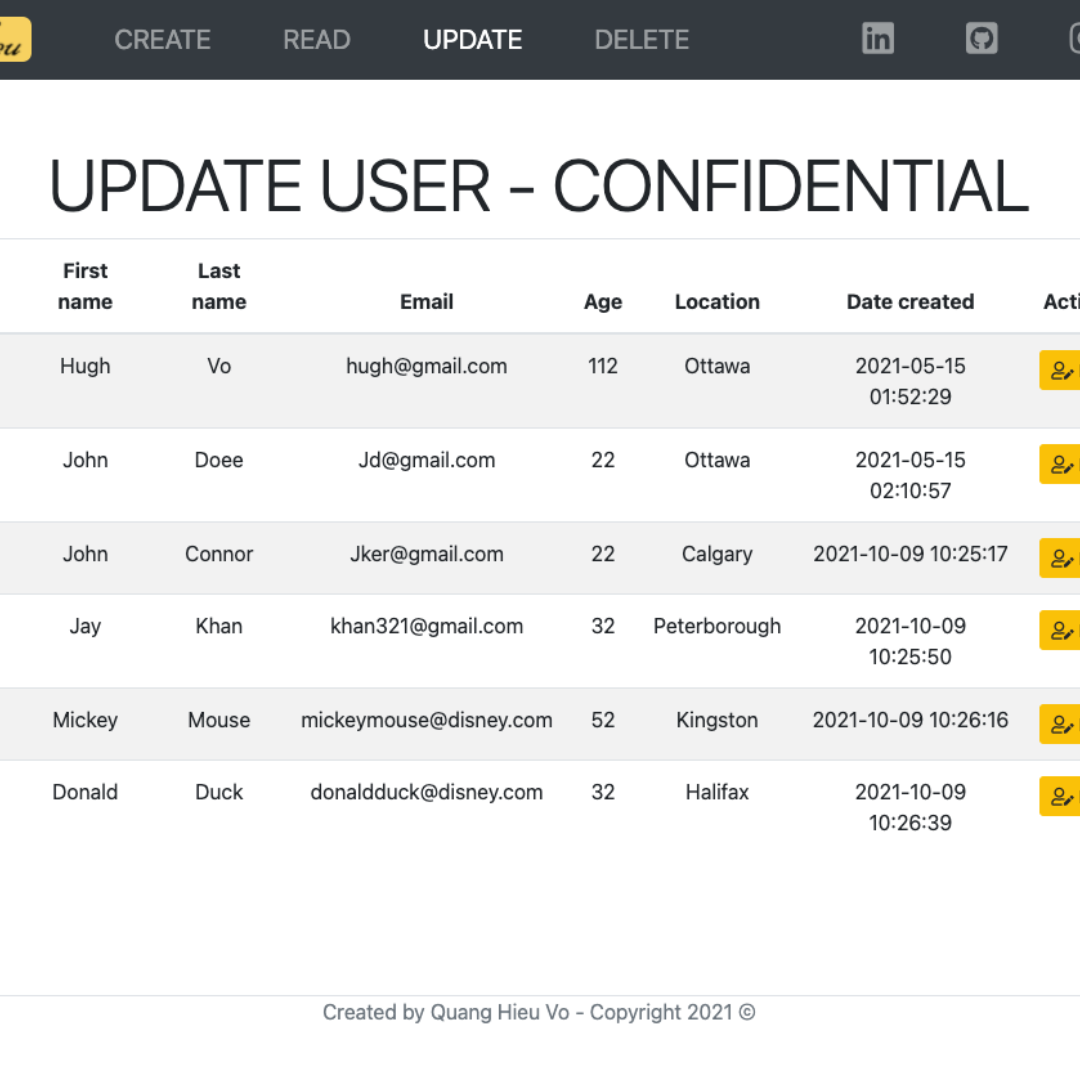 CREATE READ UPDATE DELETE
UPDATE USER - CONFIDENTIAL
First name Last name Email Age Location Date created
Hugh Vo hugh@gmail.com 112 Ottawa 2021-05-15 01:52:29
John Doee Jd@gmail.com 22 Ottawa 2021-05-15 02:10:57
John Connor Jker@gmail.com 22 Calgary 2021-10-09 10:25:17
Jay Khan khan321@gmail.com 32 Peterborough 2021-10-09 10:25:50
Mickey Mouse mickeymouse@disney.com 52 Kingston 2021-10-09 10:26:16
Donald Duck donaldduck@disney.com 32 Halifax 2021-10-09 10:26:39
Created by Quang Hieu Vo - Copyright 2021 ©